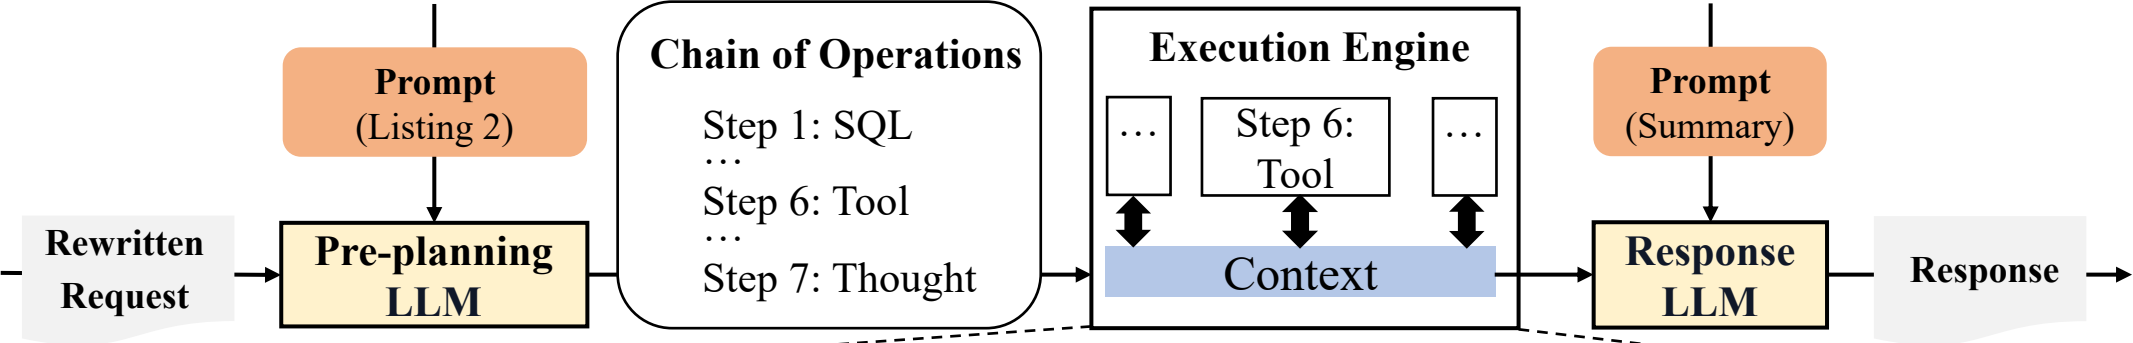 Rewritten
Request
Prompt
(Listing 2)
Pre-planning
LLM
Chain of Operations
Step 1: SQL
...
Step 6: Tool
...
Step 7: Thought
Execution Engine
...
Step 6:
Tool
...
Context
Prompt
(Summary)
Response
LLM
Response